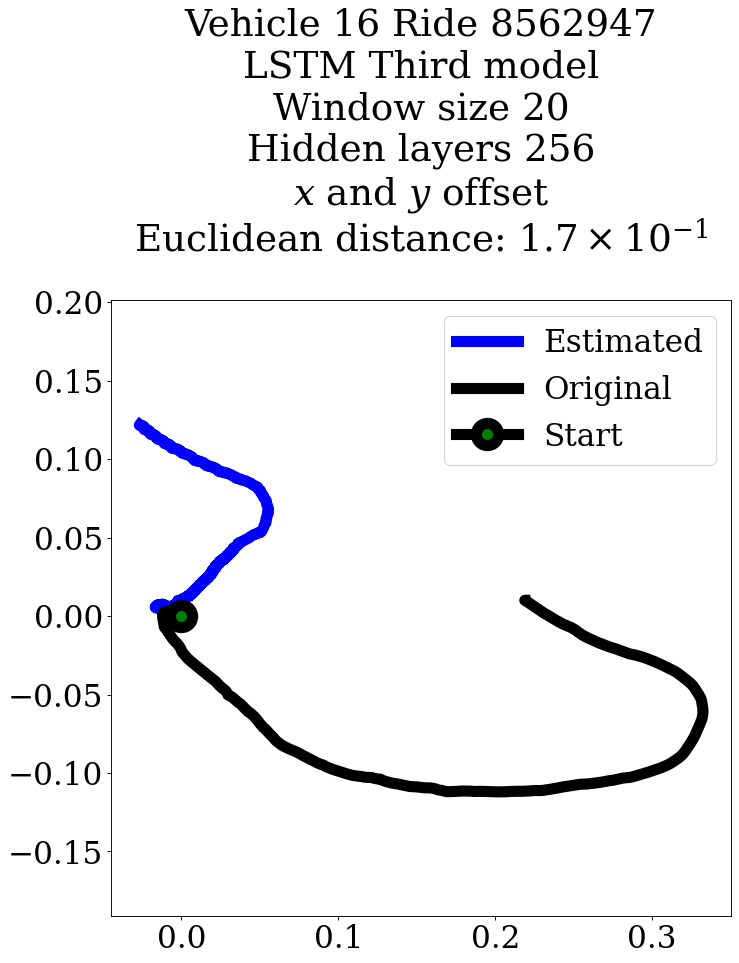 Vehicle 16 Ride 8562947
LSTM Third model
Window size 20
Hidden layers 256
x and y offset
Euclidean distance: 1.7 × 10⁻¹
Estimated
Original
Start
0.20
0.15
0.10
0.05
0.00
−0.05
−0.10
−0.15
0.0 0.1 0.2 0.3